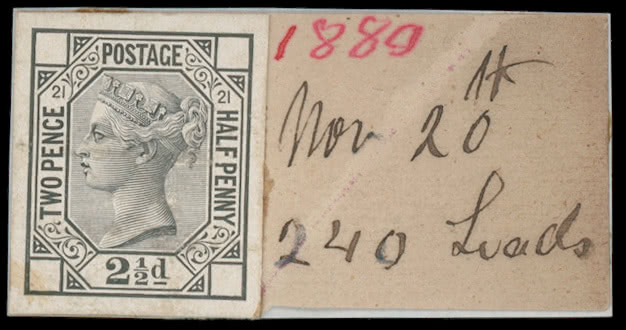 POSTAGE
21 21
TWO PENCE
HALF PENNY
2½d
1880
Nov 20th
240 Leads